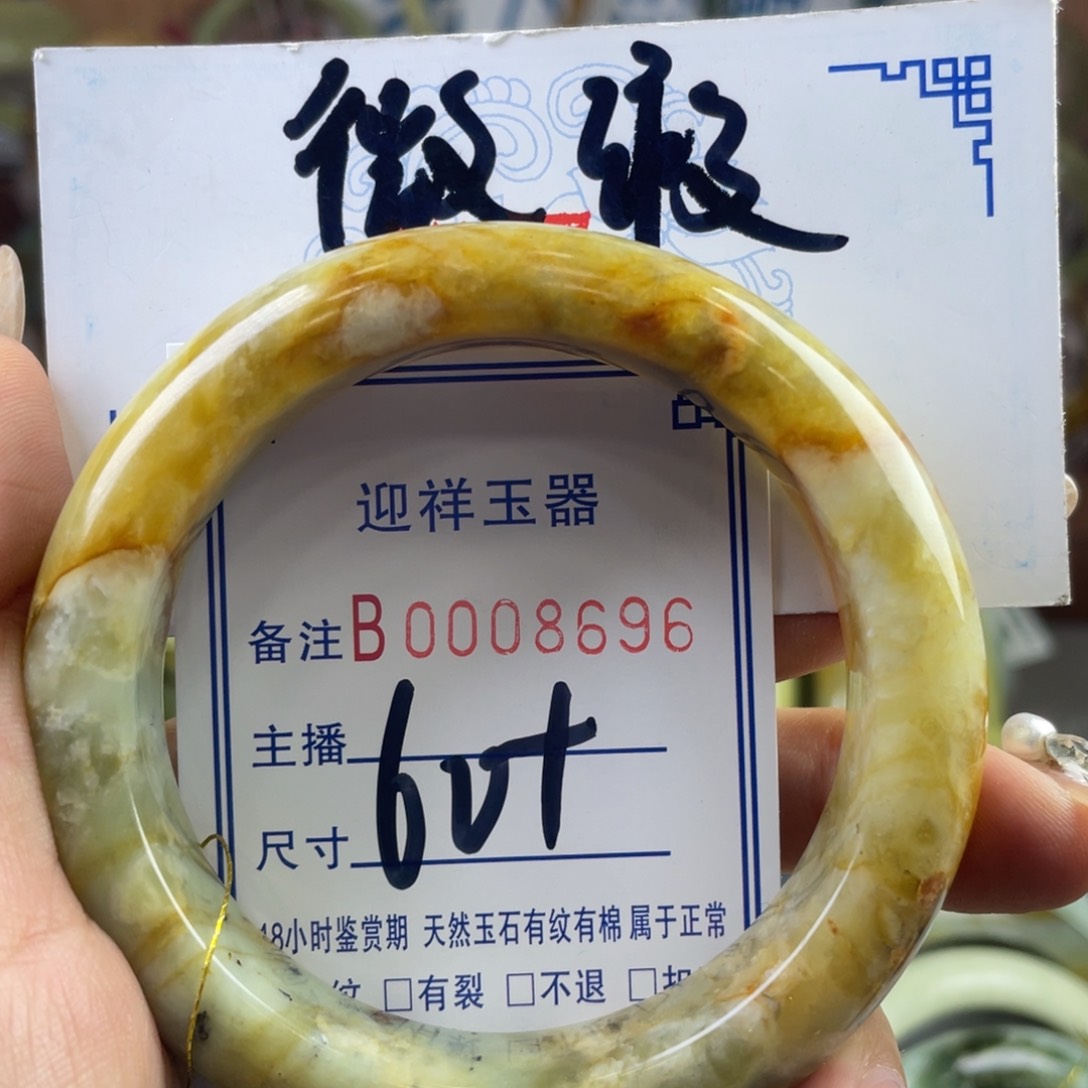 微瑕
迎祥玉器
备注B0008696
主播
尺寸
48小时鉴赏期 天然玉石有纹有棉属于正常
纹 □有裂 □不退 □